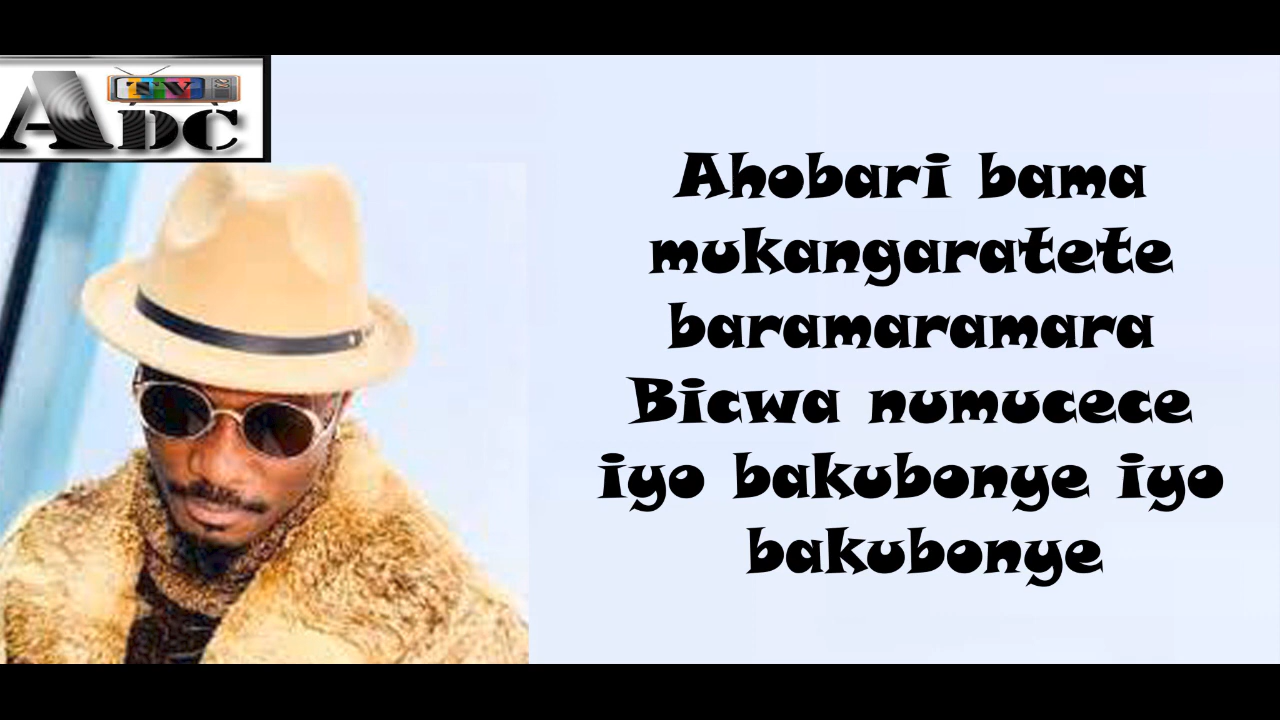 TV
ADC
Ahobari bama
mukangaratete
baramaramara
Bicwa numucece
iyo bakubonye iyo
bakubonye